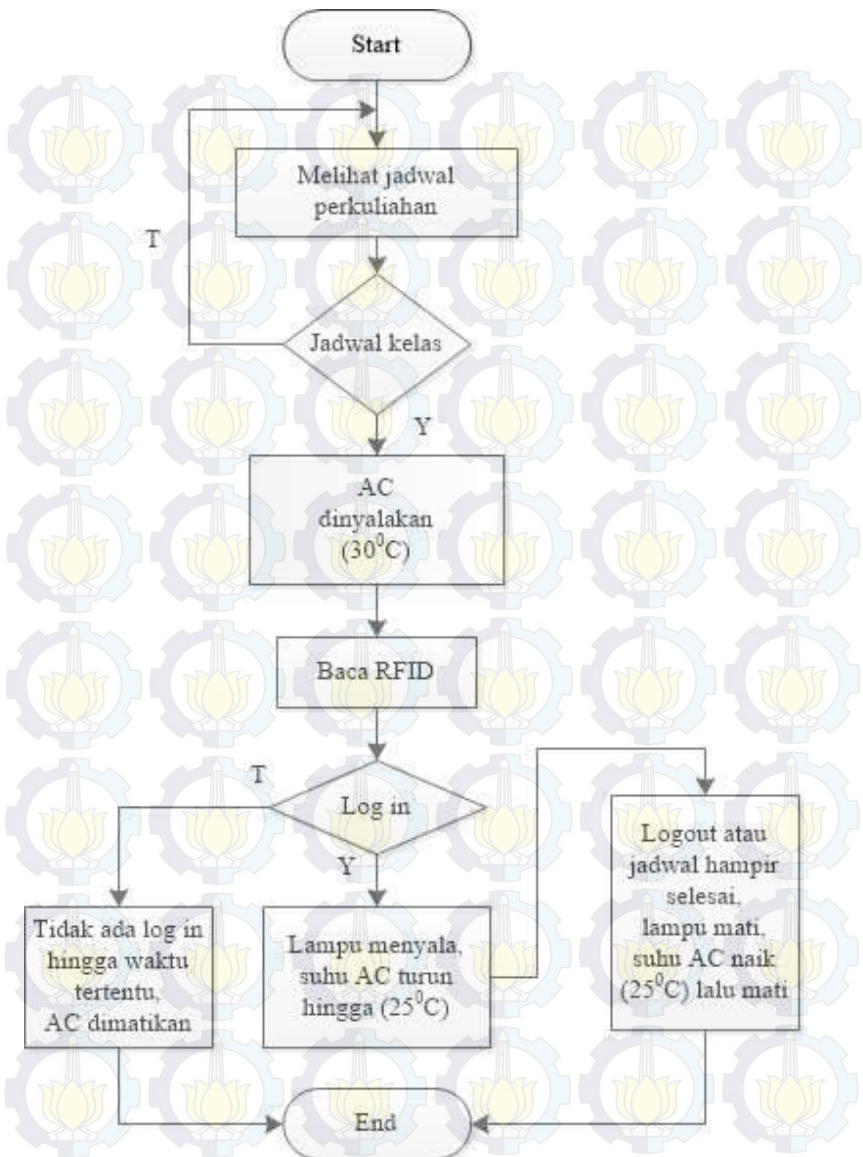 Start
Melihat jadwal
perkuliahan
T
Jadwal kelas
Y
AC
dinyalakan
(30⁰C)
Baca RFID
T
Log in
Y
Tidak ada log in
hingga waktu
tertentu,
AC dimatikan
Lampu menyala,
suhu AC turun
hingga (25⁰C)
Logout atau
jadwal hampir
selesai,
lampu mati,
suhu AC naik
(25⁰C) lalu mati
End